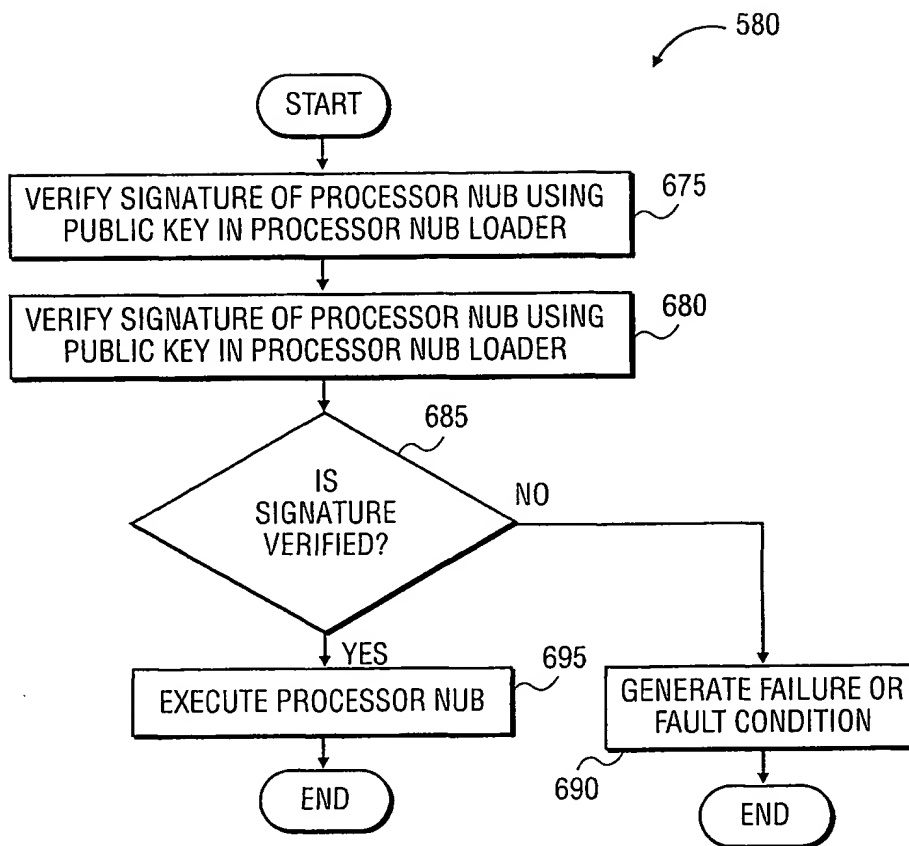 580
START
VERIFY SIGNATURE OF PROCESSOR NUB USING
PUBLIC KEY IN PROCESSOR NUB LOADER
675
VERIFY SIGNATURE OF PROCESSOR NUB USING
PUBLIC KEY IN PROCESSOR NUB LOADER
680
685
IS
SIGNATURE
VERIFIED?
NO
YES
EXECUTE PROCESSOR NUB
695
GENERATE FAILURE OR
FAULT CONDITION
690
END
END